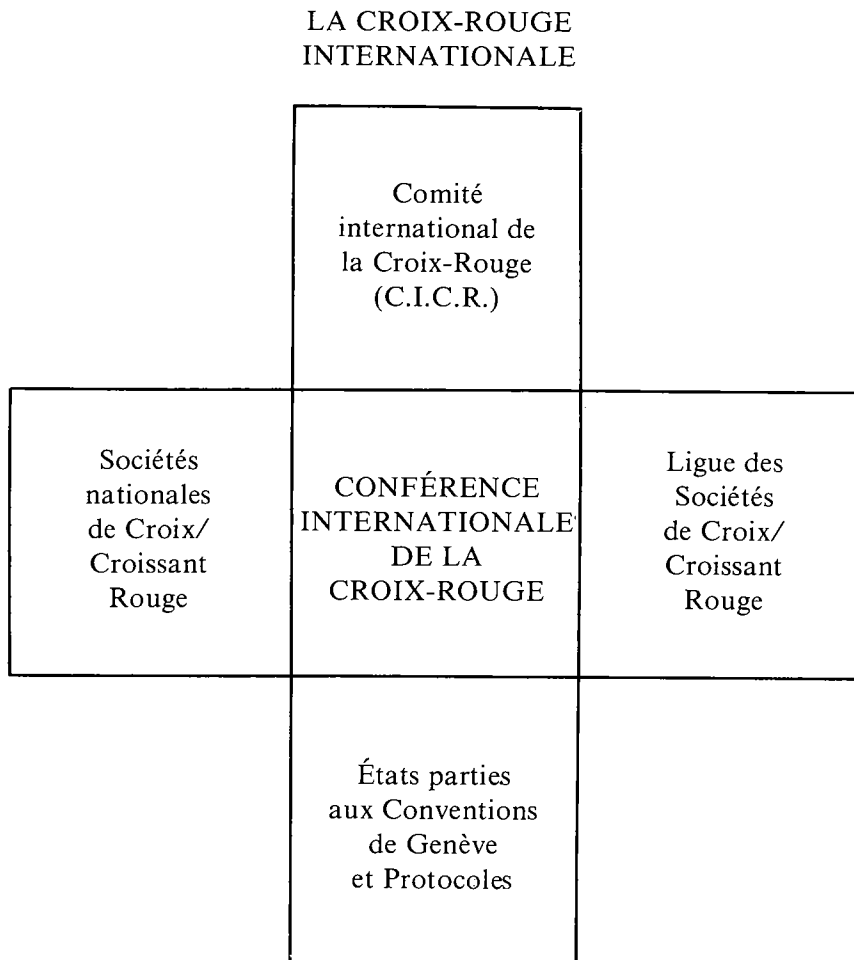 LA CROIX-ROUGE
INTERNATIONALE
Comité
international de
la Croix-Rouge
(C.I.C.R.)
Sociétés
nationales
de Croix/
Croissant
Rouge
CONFÉRENCE
INTERNATIONALE
DE LA
CROIX-ROUGE
Ligue des
Sociétés
de Croix/
Croissant
Rouge
États parties
aux Conventions
de Genève
et Protocoles